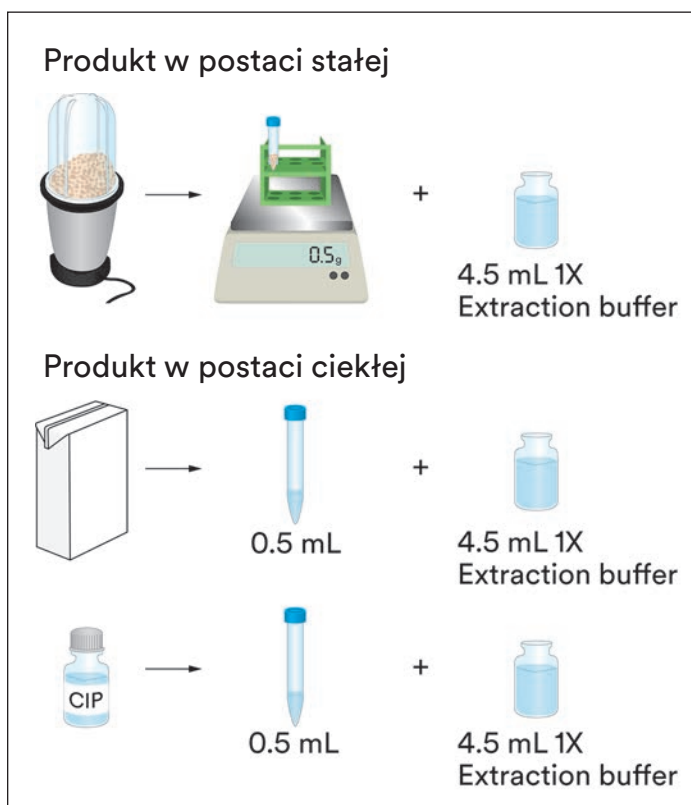 Produkt w postaci stałej
0.5g
4.5 mL 1X
Extraction buffer
+
Produkt w postaci ciekłej
+
0.5 mL
4.5 mL 1X
Extraction buffer
CIP
+
0.5 mL
4.5 mL 1X
Extraction buffer